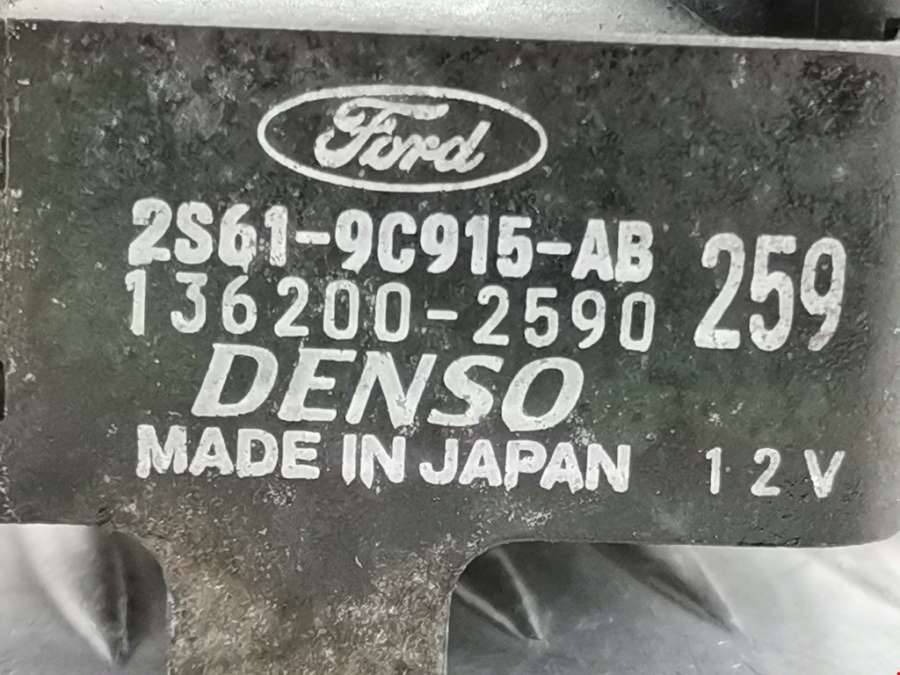 Ford
2S61-9C915-AB
259
136200-2590
DENSO
MADE IN JAPAN
12V